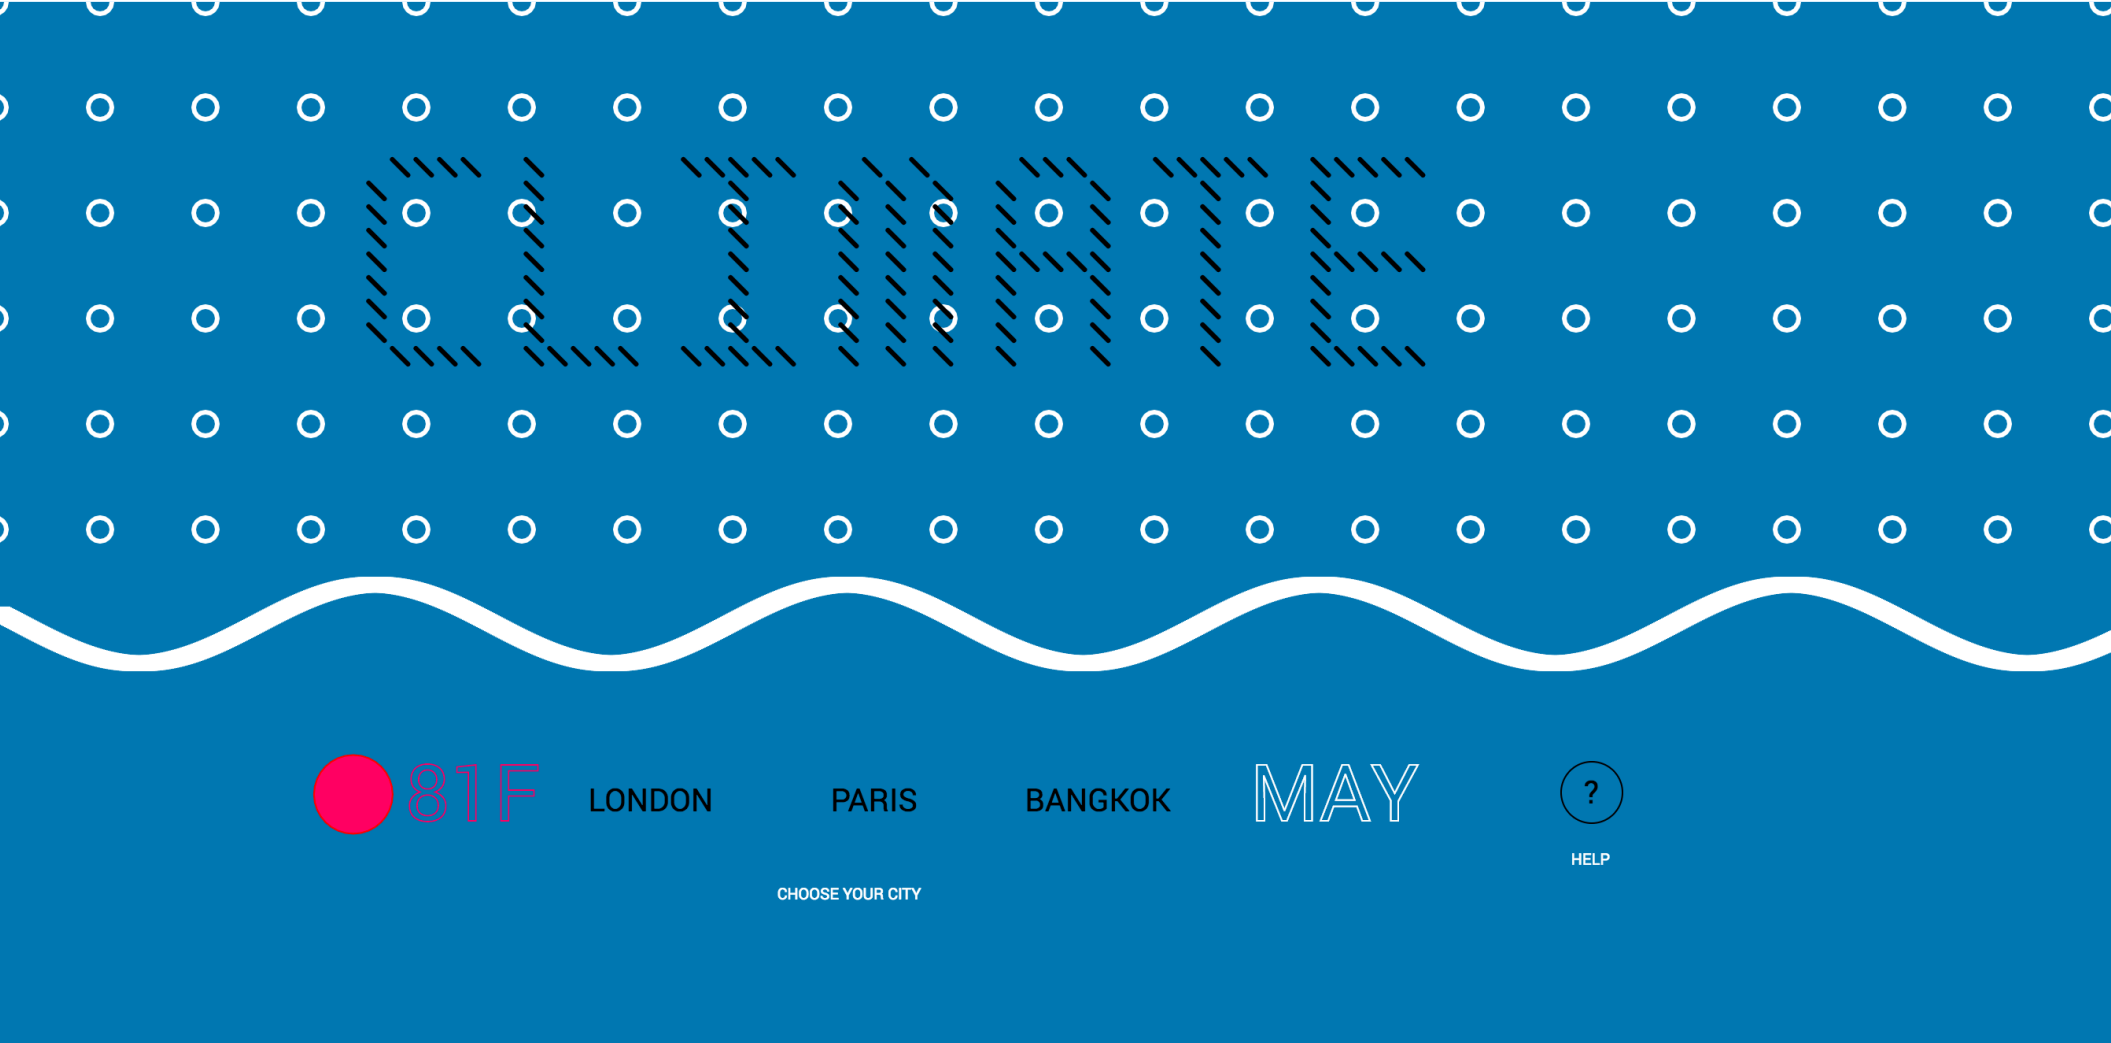 CLIMATE
81F LONDON PARIS BANGKOK MAY ?
HELP
CHOOSE YOUR CITY